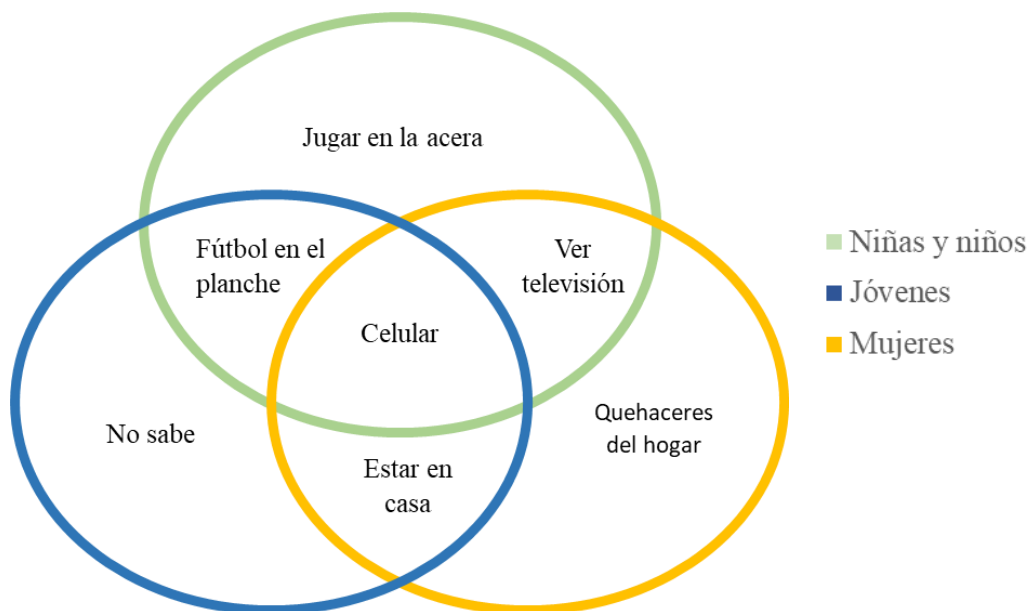 Jugar en la acera
Fútbol en el
planche
Ver
televisión
Celular
No sabe
Quehaceres
del hogar
Estar en
casa
Niñas y niños
Jóvenes
Mujeres